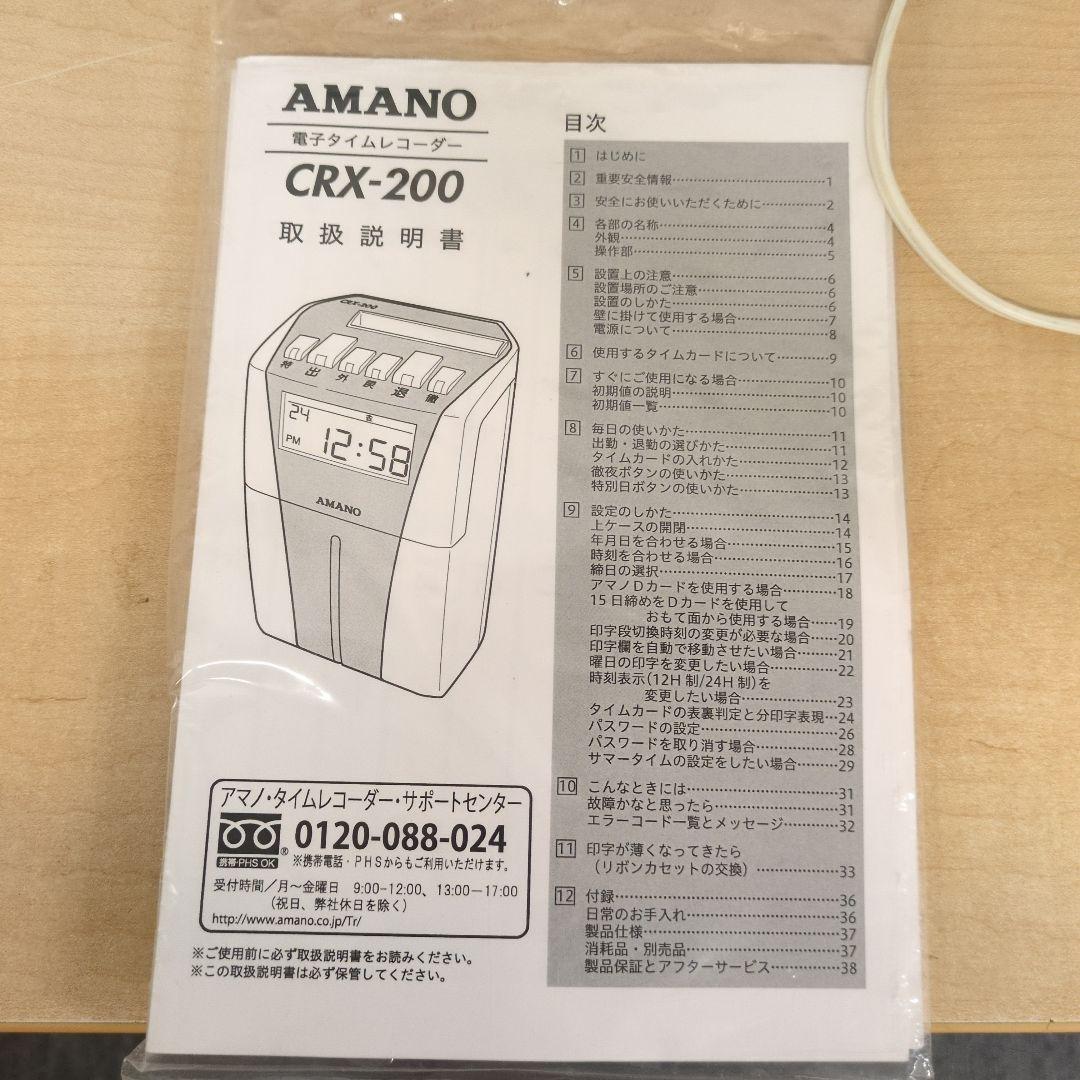 AMANO
電子タイムレコーダー
CRX-200
取扱説明書
CRX-200
特 出 外 戻 退 徹
24
PM 12:58
AMANO
アマノ・タイムレコーダー・サポートセンター
0120-088-024
携帯・PHS OK
※携帯電話・PHSからもご利用いただけます。
受付時間／月〜金曜日 9:00-12:00、13:00-17:00
（祝日、弊社休日を除く）
http://www.amano.co.jp/Tr/
※ご使用前に必ず取扱説明書をお読みください。
※この取扱説明書は必ず保管してください。
目次
1 はじめに
2 重要安全情報……1
3 安全にお使いいただくために……2
4 各部の名称……4
外観……4
操作部……5
5 設置上の注意……6
設置場所のご注意……6
設置のしかた……6
壁に掛けて使用する場合……7
電源について……8
6 使用するタイムカードについて……9
7 すぐにご使用になる場合……10
初期値の説明……10
初期値一覧……10
8 毎日の使いかた……11
出勤・退勤の選びかた……11
タイムカードの入れかた……12
徹夜ボタンの使いかた……13
特別日ボタンの使いかた……13
9 設定のしかた……14
上ケースの開閉……14
年月日を合わせる場合……15
時刻を合わせる場合……16
締日の選択……17
アマノDカードを使用する場合……18
15日締めをDカードを使用して
おもて面から使用する場合……19
印字段切換時刻の変更が必要な場合……20
印字欄を自動で移動させたい場合……21
曜日の印字を変更したい場合……22
時刻表示（12H制/24H制）を
変更したい場合……23
タイムカードの表裏判定と分印字表現…24
パスワードの設定……26
パスワードを取り消す場合……28
サマータイムの設定をしたい場合……29
10 こんなときには……31
故障かなと思ったら……31
エラーコード一覧とメッセージ……32
11 印字が薄くなってきたら
（リボンカセットの交換）……33
12 付録……36
日常のお手入れ……36
製品仕様……37
消耗品・別売品……37
製品保証とアフターサービス……38